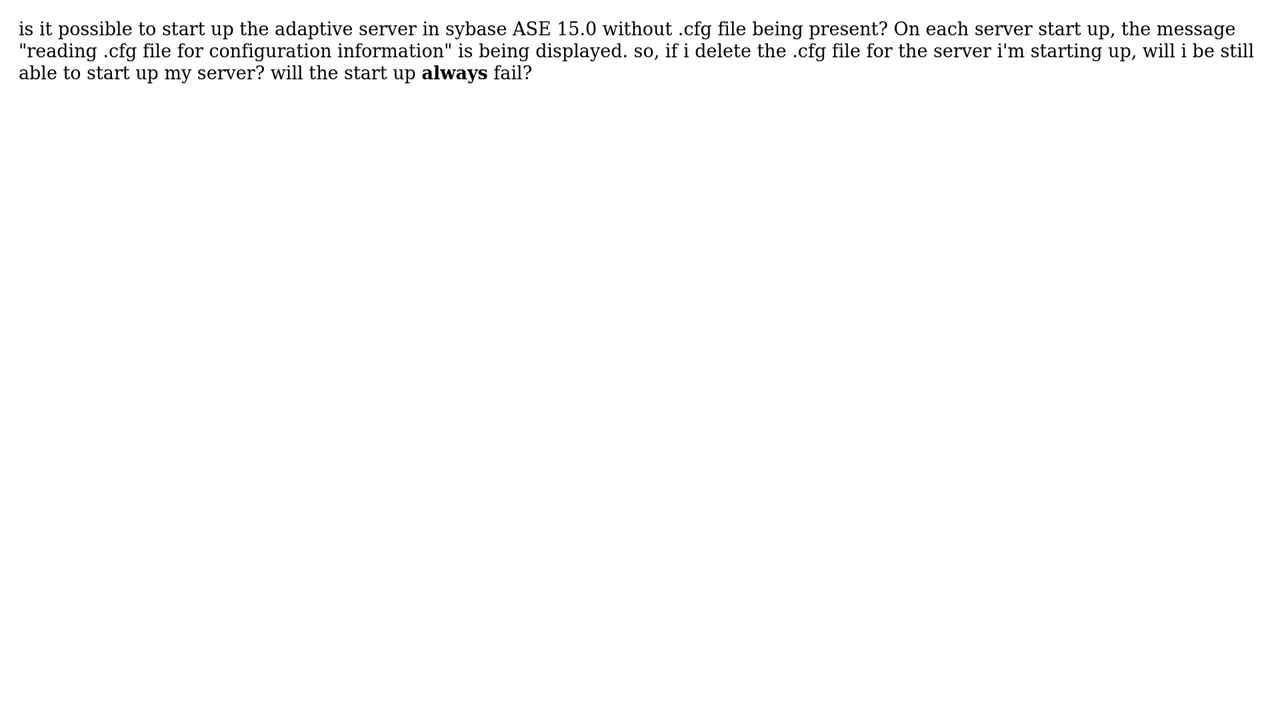 is it possible to start up the adaptive server in sybase ASE 15.0 without .cfg file being present? On each server start up, the message
"reading .cfg file for configuration information" is being displayed. so, if i delete the .cfg file for the server i'm starting up, will i be still
able to start up my server? will the start up always fail?